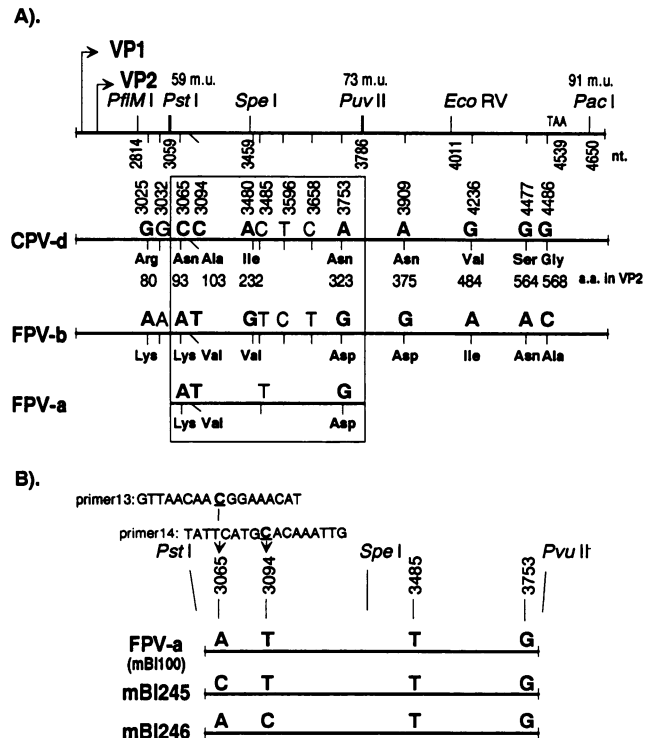 A).
VP1
VP2 59 m.u. 73 m.u. 91 m.u.
PflM I Pst I Spe I Puv II Eco RV Pac I
TAA
2814 3059 3459 3786 4011 4539 4650 nt.
3025 3032 3065 3094 3480 3485 3596 3658 3753 3909 4236 4477 4486
CPV-d G G C C A C T C A A G G G
Arg Asn Ala Ile Asn Asn Val Ser Gly
80 93 103 232 323 375 484 564 568 a.a. in VP2
FPV-b A A A T G T C T G G A A C
Lys Lys Val Val Asp Asp Ile Asn Ala
FPV-a A T T G
Lys Val Asp
B).
primer13: GTTAACAA C GGAAACAT
primer14: TATTCATGCACAAATTG
Pst I Spe I Pvu II
3065 3094 3485 3753
FPV-a A T T G
(mBI100)
mBI245 C T T G
mBI246 A C T G